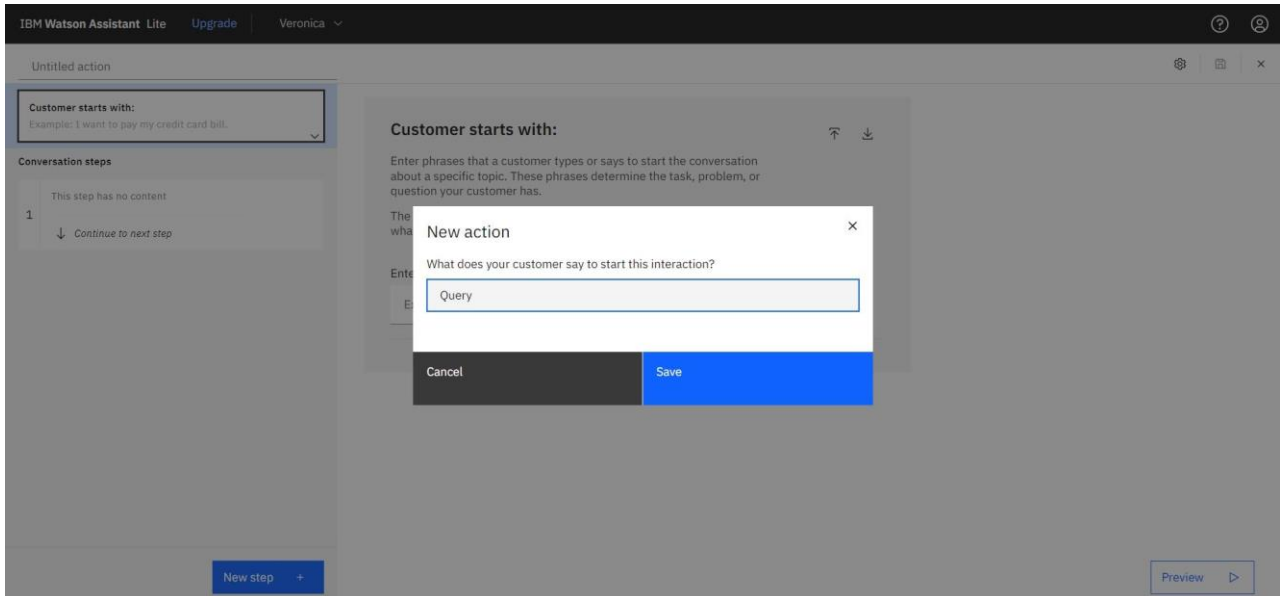 IBM Watson Assistant Lite Upgrade Veronica
Untitled action
Customer starts with:
Example: I want to pay my credit card bill.
Conversation steps
1
This step has no content
Continue to next step
New step +
Customer starts with:
Enter phrases that a customer types or says to start the conversation
about a specific topic. These phrases determine the task, problem, or
question your customer has.
The
New action
What does your customer say to start this interaction?
Query
Cancel
Save
Preview